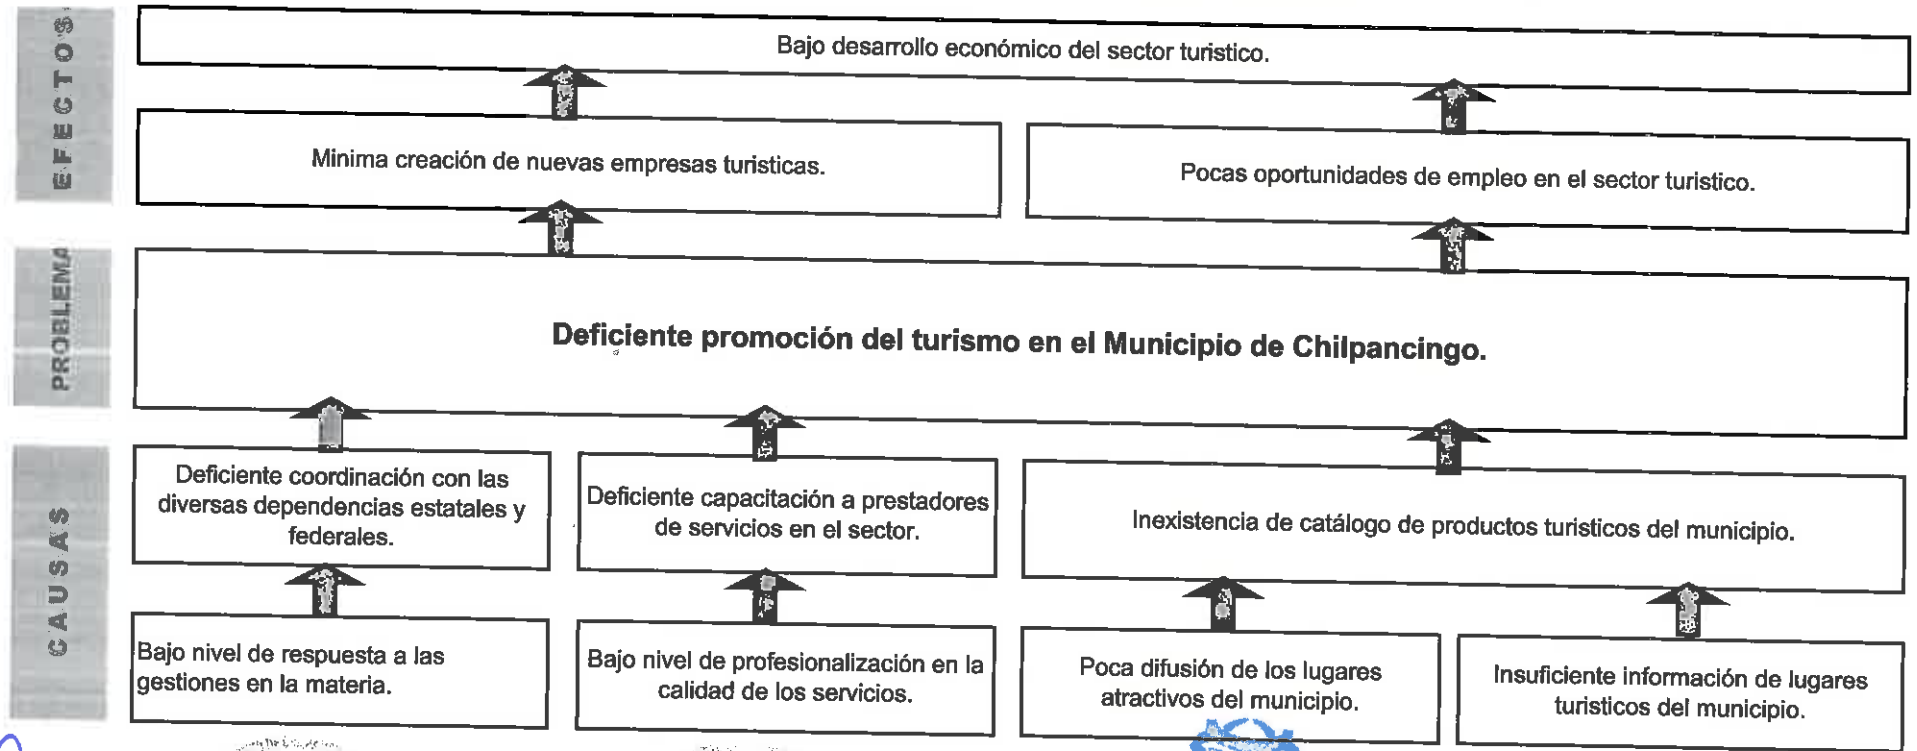 EFECTOS
Bajo desarrollo económico del sector turistico.
Minima creación de nuevas empresas turisticas.
Pocas oportunidades de empleo en el sector turistico.
PROBLEMA
Deficiente promoción del turismo en el Municipio de Chilpancingo.
CAUSAS
Deficiente coordinación con las
diversas dependencias estatales y
federales.
Deficiente capacitación a prestadores
de servicios en el sector.
Inexistencia de catálogo de productos turisticos del municipio.
Bajo nivel de respuesta a las
gestiones en la materia.
Bajo nivel de profesionalización en la
calidad de los servicios.
Poca difusión de los lugares
atractivos del municipio.
Insuficiente información de lugares
turisticos del municipio.